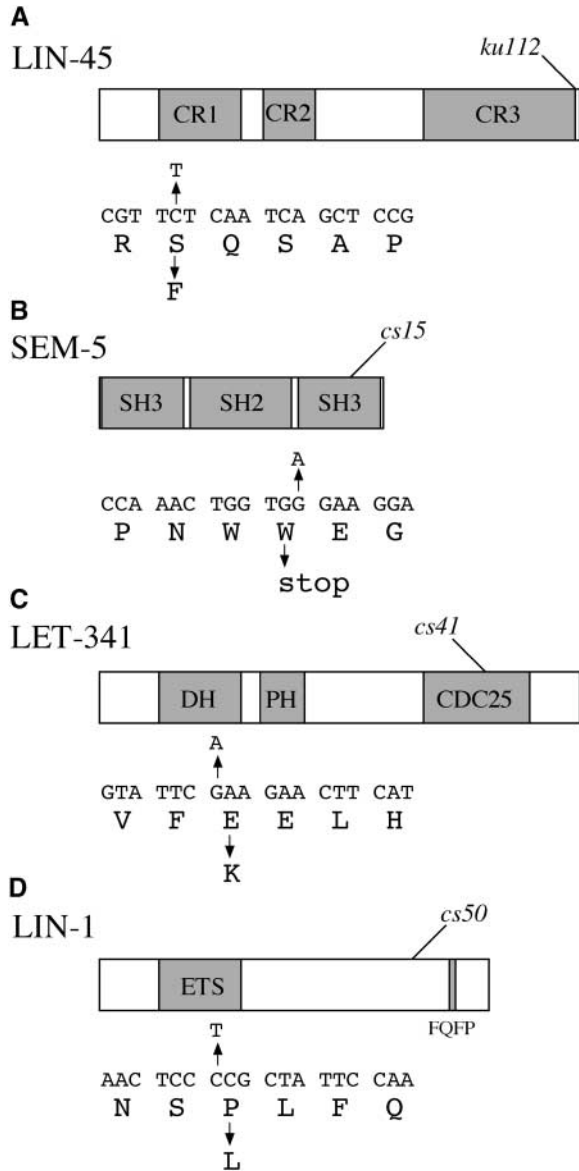 A
LIN-45
ku112
CR1 CR2 CR3
T
CGT TCT CAA TCA GCT CCG
R S Q S A P
F
B
SEM-5
cs15
SH3 SH2 SH3
A
CCA AAC TGG TGG GAA GGA
P N W W E G
stop
C
LET-341
cs41
DH PH CDC25
A
GTA TTC GAA GAA CTT CAT
V F E E L H
K
D
LIN-1
cs50
ETS
FQFP
T
AAC TCC CCG CTA TTC CAA
N S P L F Q
L